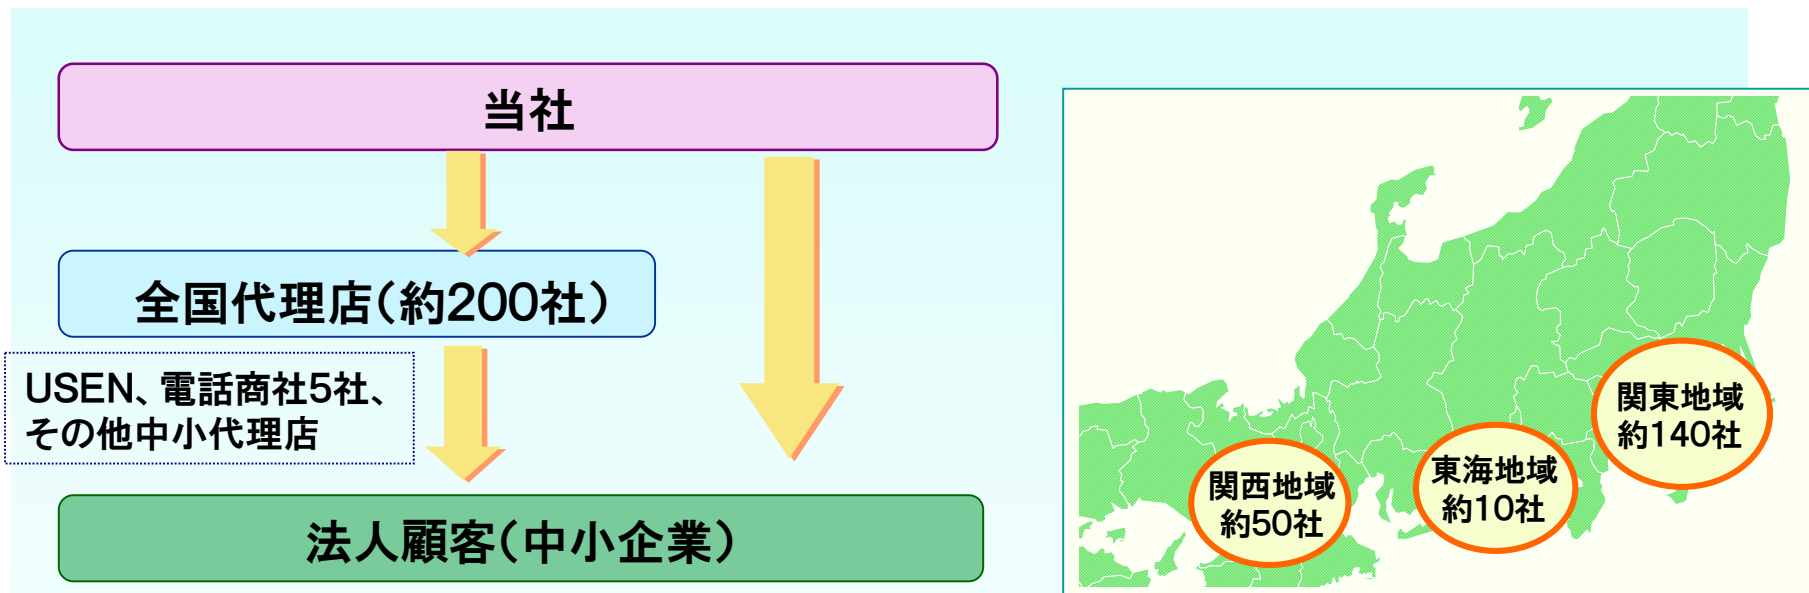 当社
全国代理店（約200社）
USEN、電話商社5社、
その他中小代理店
法人顧客（中小企業）
関東地域
約140社
東海地域
約10社
関西地域
約50社